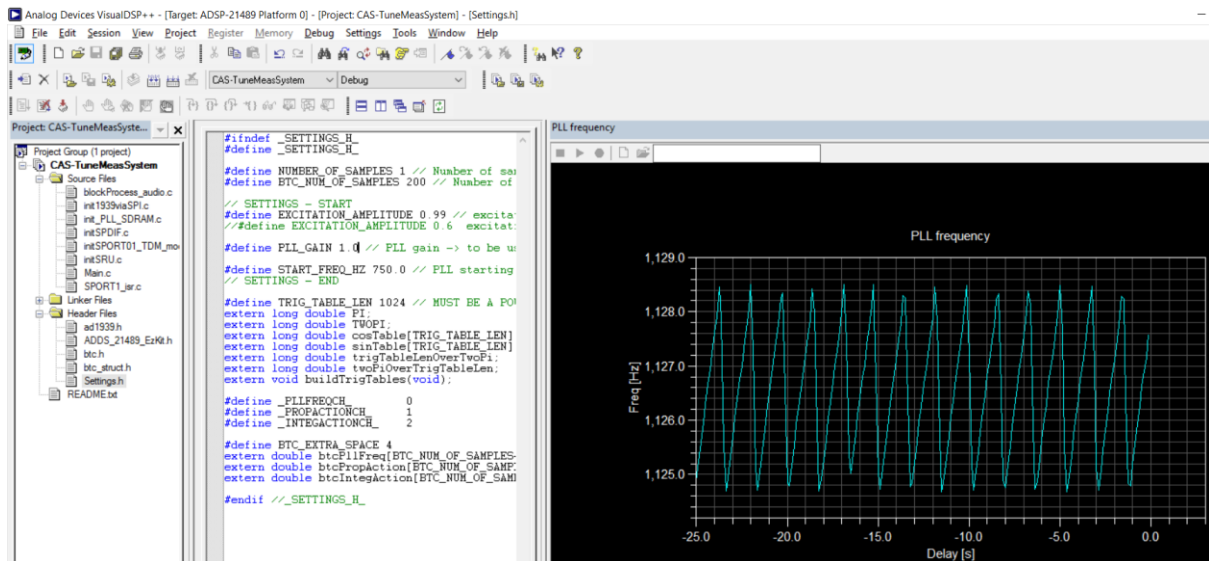 Analog Devices VisualDSP++ - [Target: ADSP-21489 Platform 0] - [Project: CAS-TuneMeasSystem] - [Settings.h]
File Edit Session View Project Register Memory Debug Settings Tools Window Help
CAS-TuneMeasSystem Debug
Project: CAS-TuneMeasSyste...
Project Group (1 project)
CAS-TuneMeasSystem
Source Files
blockProcess_audio.c
init1939viaSPI.c
init_PLL_SDRAM.c
initSPDIF.c
initSPORT01_TDM_mo
initSRU.c
Main.c
SPORT1_isr.c
Linker Files
Header Files
ad1939.h
ADDS_21489_EzKit.h
btc.h
btc_struct.h
Settings.h
README.txt
#ifndef _SETTINGS_H_
#define _SETTINGS_H_
#define NUMBER_OF_SAMPLES 1 // Number of sam
#define BTC_NUM_OF_SAMPLES 200 // Number of
// SETTINGS - START
#define EXCITATION_AMPLITUDE 0.99 // excita
//#define EXCITATION_AMPLITUDE 0.6 excitat
#define PLL_GAIN 1.0 // PLL gain -> to be us
#define START_FREQ_HZ 750.0 // PLL starting
// SETTINGS - END
#define TRIG_TABLE_LEN 1024 // MUST BE A POW
extern long double PI;
extern long double TWOPI;
extern long double cosTable[TRIG_TABLE_LEN]
extern long double sinTable[TRIG_TABLE_LEN]
extern long double trigTableLenOverTwoPi;
extern long double twoPiOverTrigTableLen;
extern void buildTrigTables(void);
#define _PLLFREQCH_ 0
#define _PROPACTIONCH_ 1
#define _INTEGACTIONCH_ 2
#define BTC_EXTRA_SPACE 4
extern double btcPllFreq[BTC_NUM_OF_SAMPLES
extern double btcPropAction[BTC_NUM_OF_SAMP
extern double btcIntegAction[BTC_NUM_OF_SAM
#endif //_SETTINGS_H_
PLL frequency
PLL frequency
1,129.0
1,128.0
1,127.0
1,126.0
1,125.0
Freq [Hz]
-25.0 -20.0 -15.0 -10.0 -5.0 0.0
Delay [s]